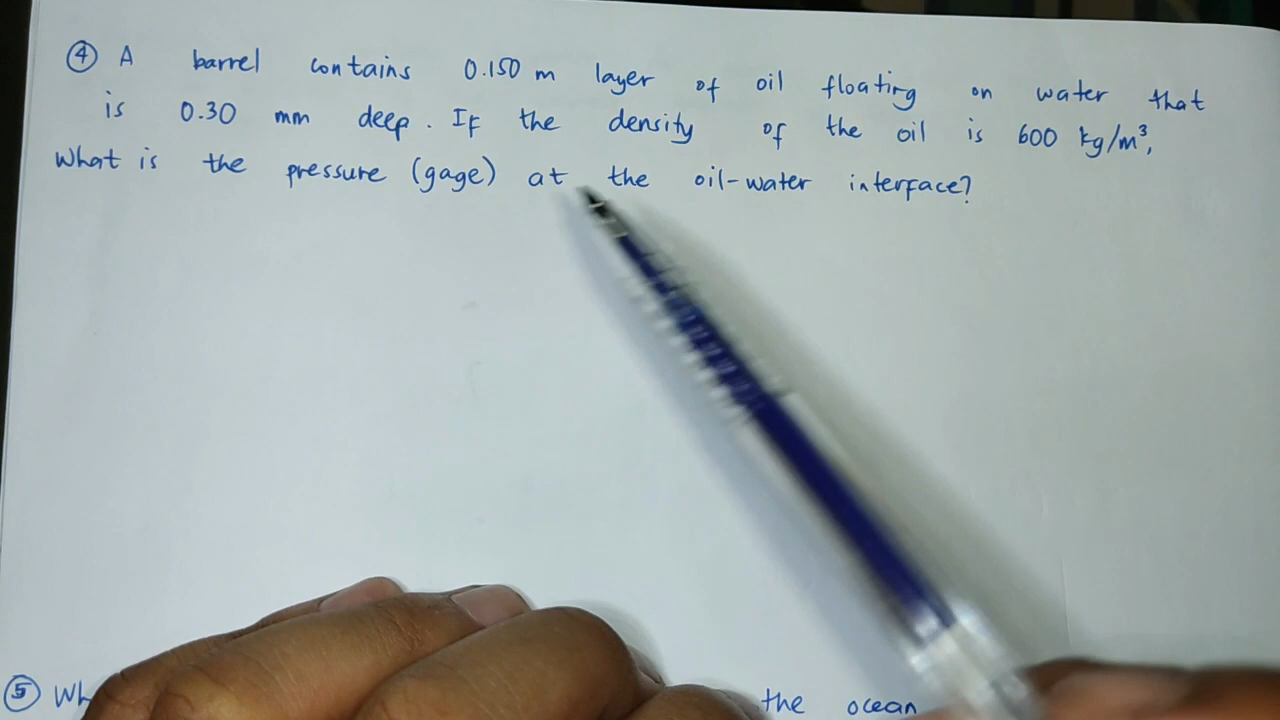 ④ A barrel contains 0.150 m layer of oil floating on water that
is 0.30 mm deep. If the density of the oil is 600 kg/m³,
What is the pressure (gage) at the oil-water interface?
⑤ the ocean